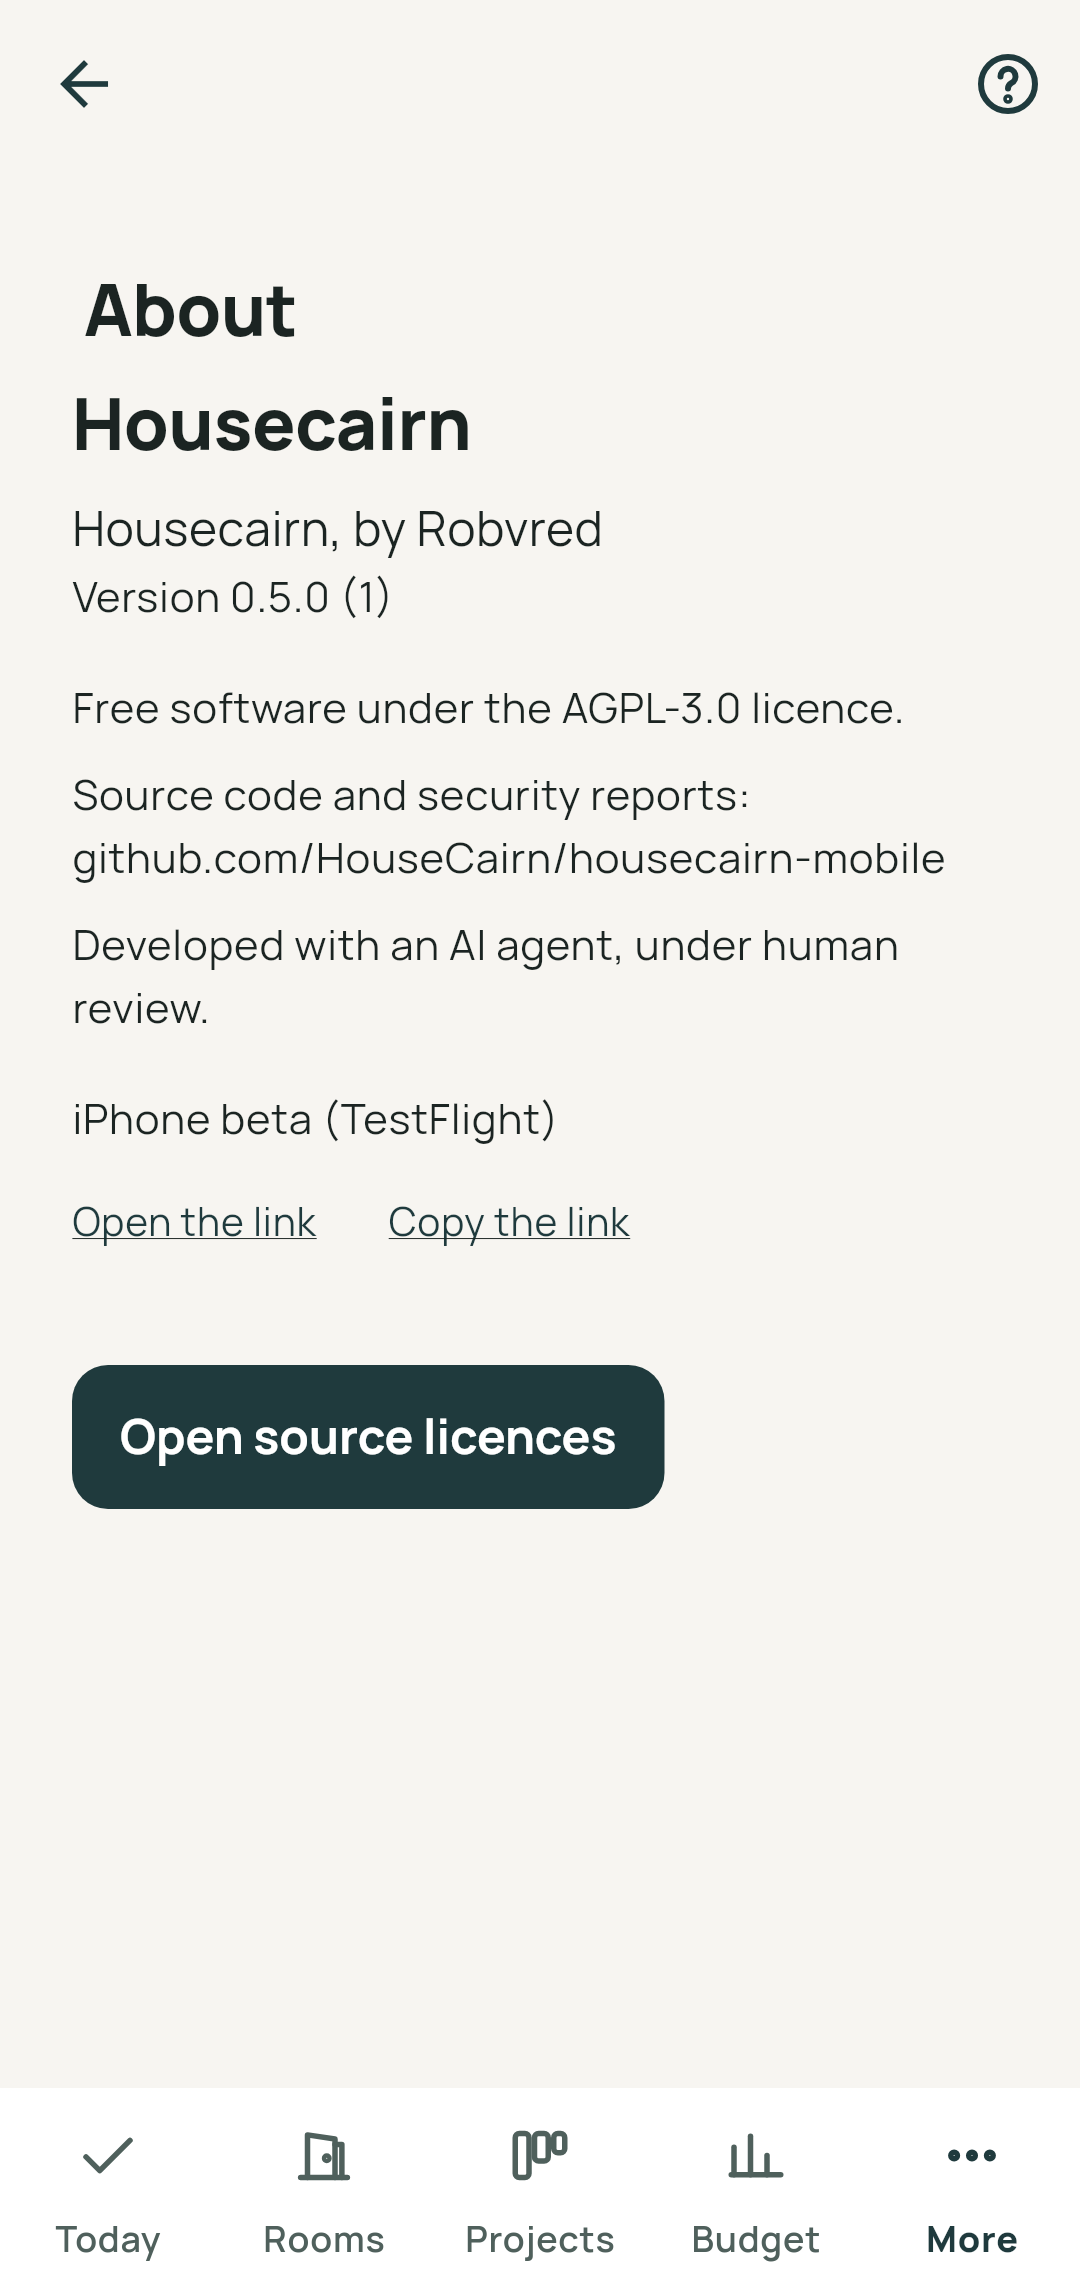 About
Housecairn
Housecairn, by Robvred
Version 0.5.0 (1)
Free software under the AGPL-3.0 licence.
Source code and security reports:
github.com/HouseCairn/housecairn-mobile
Developed with an AI agent, under human
review.
iPhone beta (TestFlight)
Open the link Copy the link
Open source licences
Today Rooms Projects Budget More